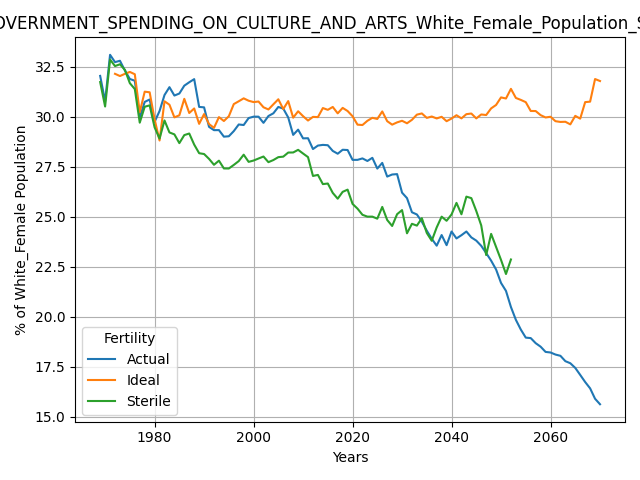 OVERNMENT_SPENDING_ON_CULTURE_AND_ARTS_White_Female_Population_S
32.5
30.0
27.5
25.0
22.5
20.0
17.5
15.0
% of White_Female Population
Fertility
Actual
Ideal
Sterile
1980
2000
2020
2040
2060
Years